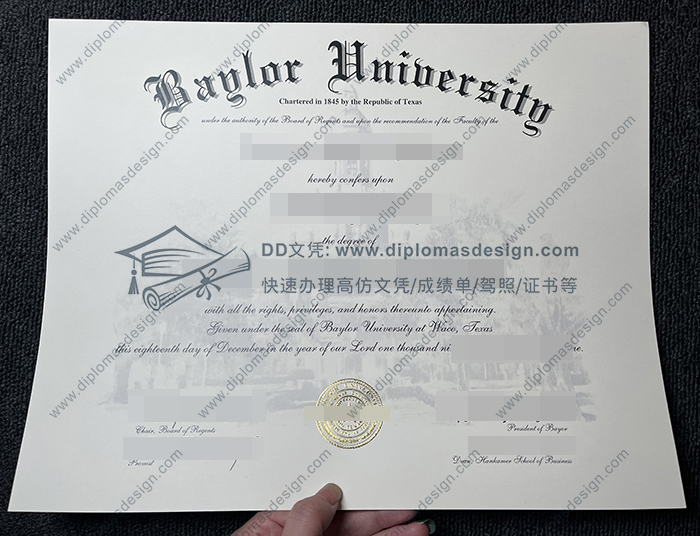 Baylor University
Chartered in 1845 by the Republic of Texas
under the authority of the Board of Regents and upon the recommendation of the Faculty of the
hereby confers upon
the degree of
DD文凭: www.diplomasdesign.com
快速办理高仿文凭/成绩单/驾照/证书等
with all the rights, privileges, and honors thereunto appertaining.
Given under the seal of Baylor University at Waco, Texas
this eighteenth day of December in the year of our Lord one thousand ni
Chair, Board of Regents
President of Bayor
Provost
Dean, Hankamer School of Business
www.diplomasdesign.com